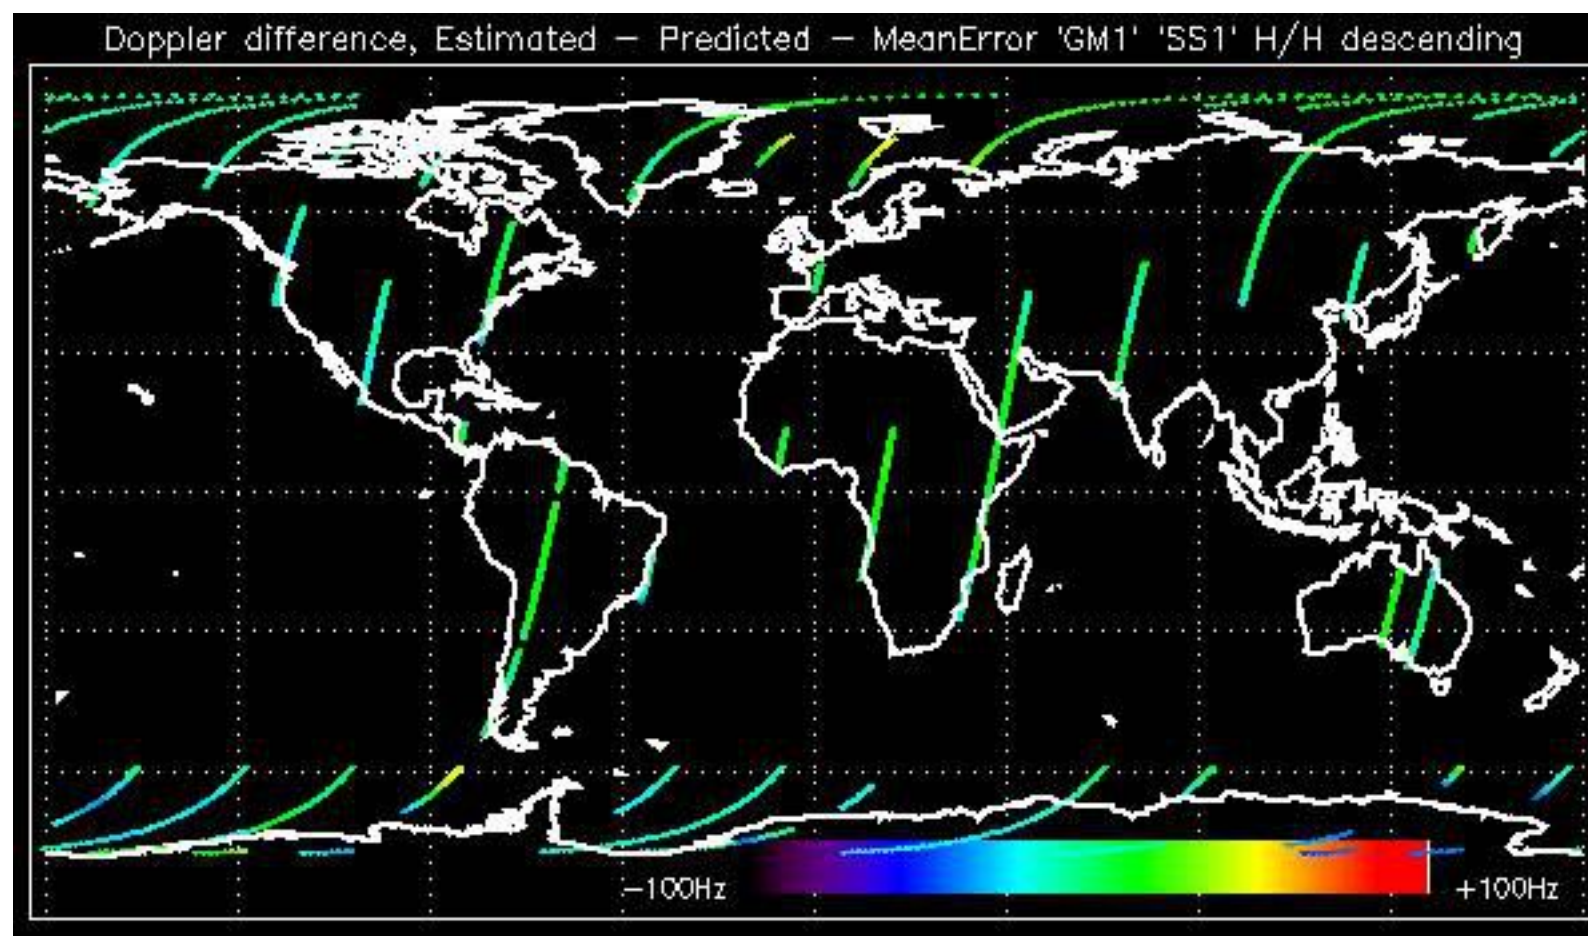 Doppler difference, Estimated – Predicted – MeanError 'GM1' 'SS1' H/H descending
−100Hz
+100Hz